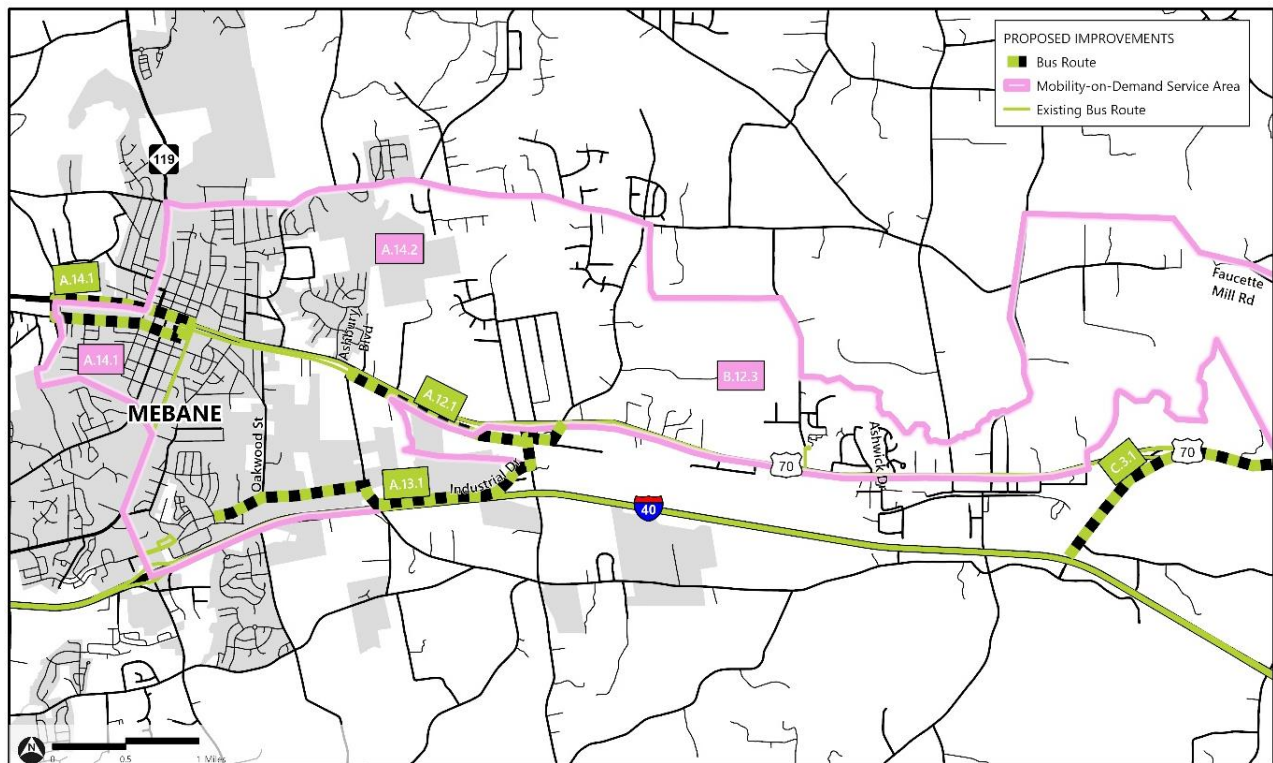 PROPOSED IMPROVEMENTS
Bus Route
Mobility-on-Demand Service Area
Existing Bus Route
119
A.14.2
A.14.1
Faucette
Mill Rd
Ashbury
Blvd
A.14.1
B.12.3
A.12.1
MEBANE
Oakwood St
Ashwick Dr
70
70
C.3.1
A.13.1
Industrial Dr
40
N
0
0.5
1 Miles